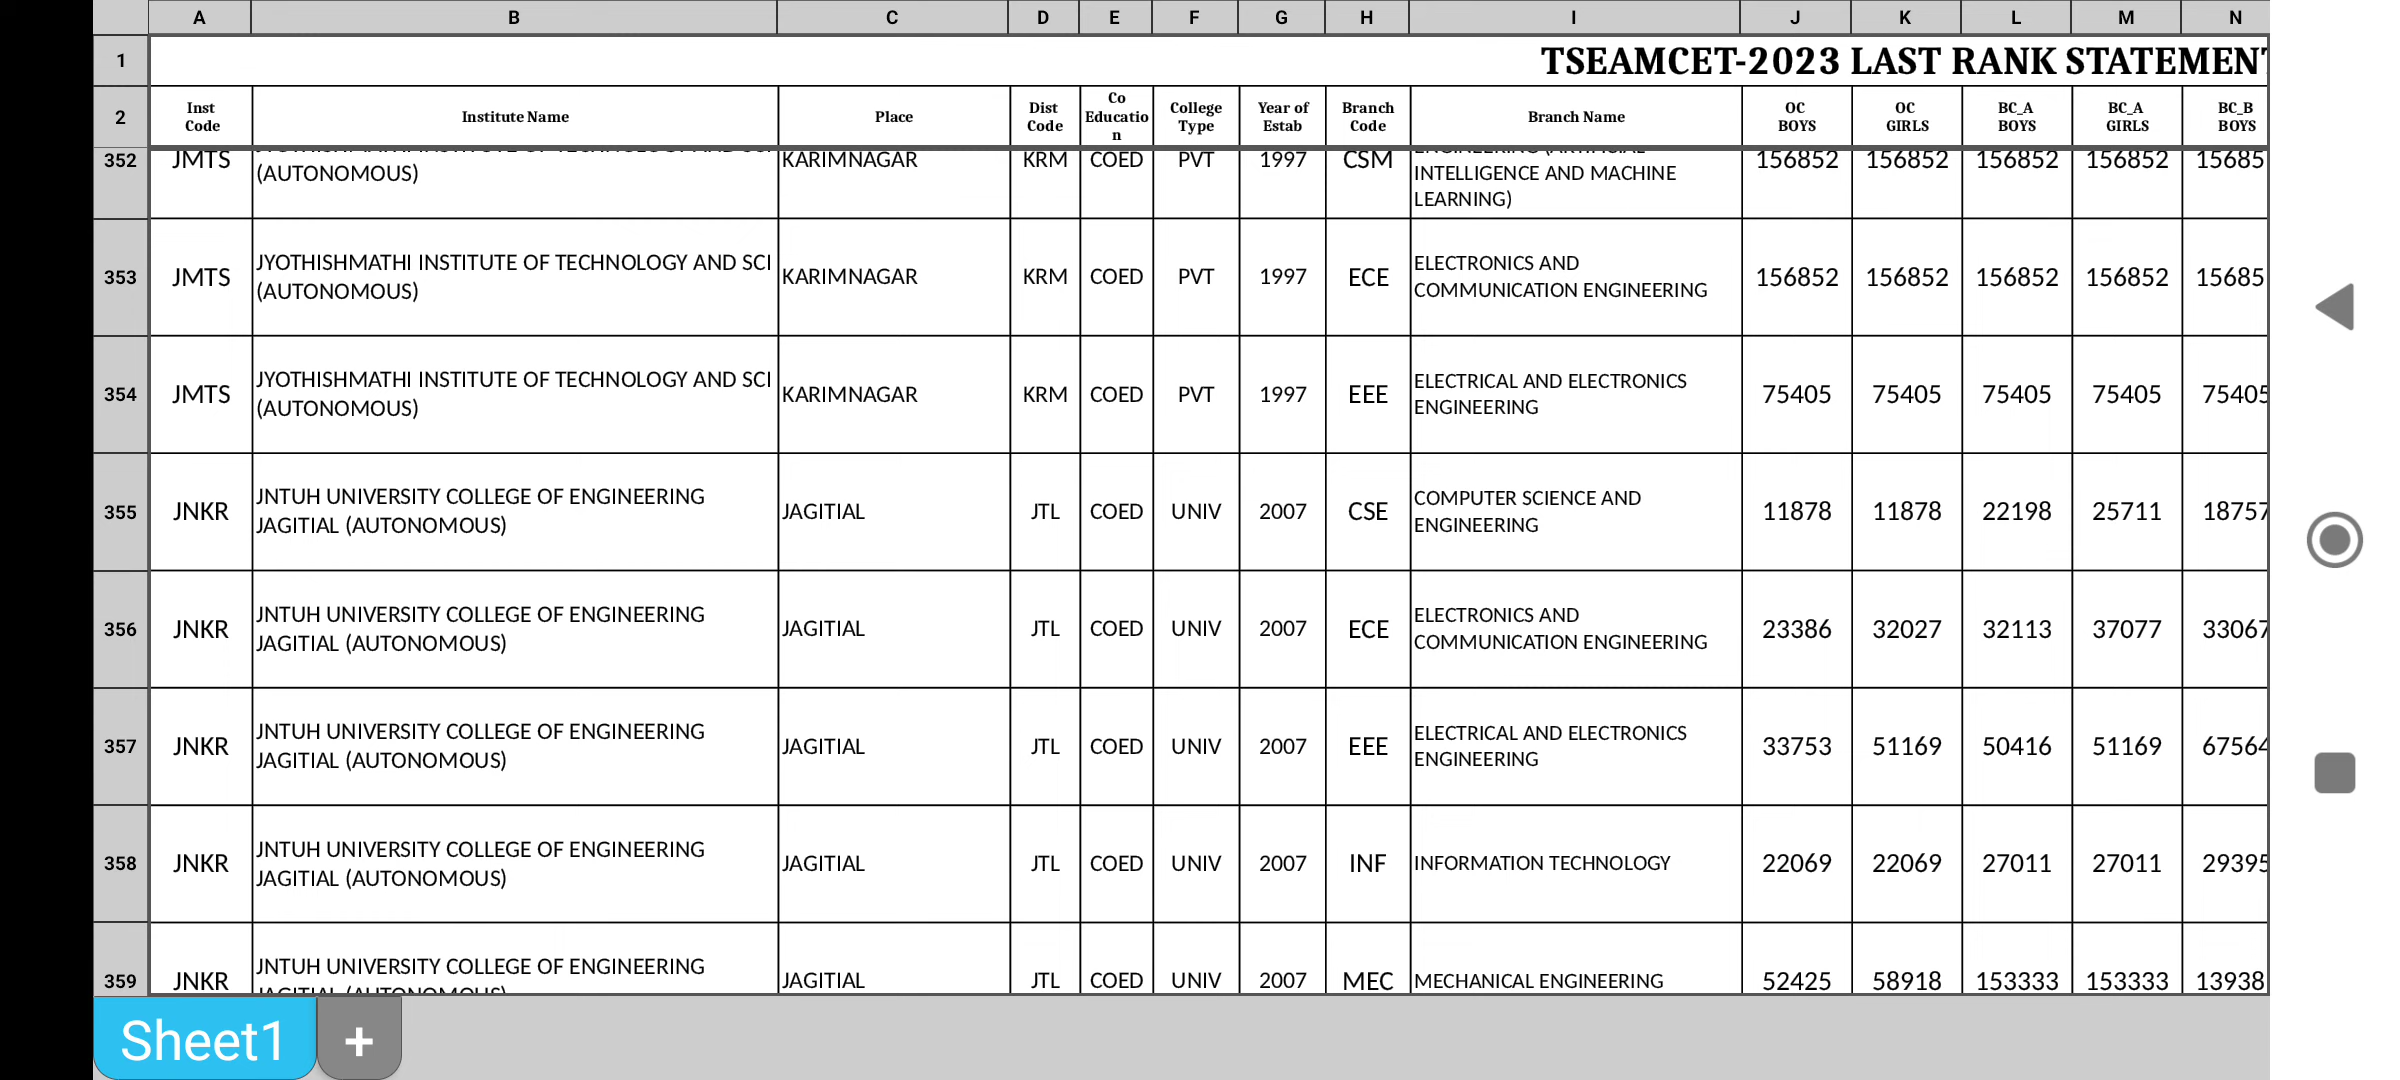 A B C D E F G H I J K L M N
1 TSEAMCET-2023 LAST RANK STATEMENT
2 Inst Code Institute Name Place Dist Code Co Education College Type Year of Estab Branch Code Branch Name OC BOYS OC GIRLS BC_A BOYS BC_A GIRLS BC_B BOYS
352 JMTS (AUTONOMOUS) KARIMNAGAR KRM COED PVT 1997 CSM INTELLIGENCE AND MACHINE LEARNING) 156852 156852 156852 156852 15685
353 JMTS JYOTHISHMATHI INSTITUTE OF TECHNOLOGY AND SCI (AUTONOMOUS) KARIMNAGAR KRM COED PVT 1997 ECE ELECTRONICS AND COMMUNICATION ENGINEERING 156852 156852 156852 156852 15685
354 JMTS JYOTHISHMATHI INSTITUTE OF TECHNOLOGY AND SCI (AUTONOMOUS) KARIMNAGAR KRM COED PVT 1997 EEE ELECTRICAL AND ELECTRONICS ENGINEERING 75405 75405 75405 75405 75405
355 JNKR JNTUH UNIVERSITY COLLEGE OF ENGINEERING JAGITIAL (AUTONOMOUS) JAGITIAL JTL COED UNIV 2007 CSE COMPUTER SCIENCE AND ENGINEERING 11878 11878 22198 25711 18757
356 JNKR JNTUH UNIVERSITY COLLEGE OF ENGINEERING JAGITIAL (AUTONOMOUS) JAGITIAL JTL COED UNIV 2007 ECE ELECTRONICS AND COMMUNICATION ENGINEERING 23386 32027 32113 37077 33067
357 JNKR JNTUH UNIVERSITY COLLEGE OF ENGINEERING JAGITIAL (AUTONOMOUS) JAGITIAL JTL COED UNIV 2007 EEE ELECTRICAL AND ELECTRONICS ENGINEERING 33753 51169 50416 51169 67564
358 JNKR JNTUH UNIVERSITY COLLEGE OF ENGINEERING JAGITIAL (AUTONOMOUS) JAGITIAL JTL COED UNIV 2007 INF INFORMATION TECHNOLOGY 22069 22069 27011 27011 29395
359 JNKR JNTUH UNIVERSITY COLLEGE OF ENGINEERING JAGITIAL (AUTONOMOUS) JAGITIAL JTL COED UNIV 2007 MEC MECHANICAL ENGINEERING 52425 58918 153333 153333 13938
Sheet1 +